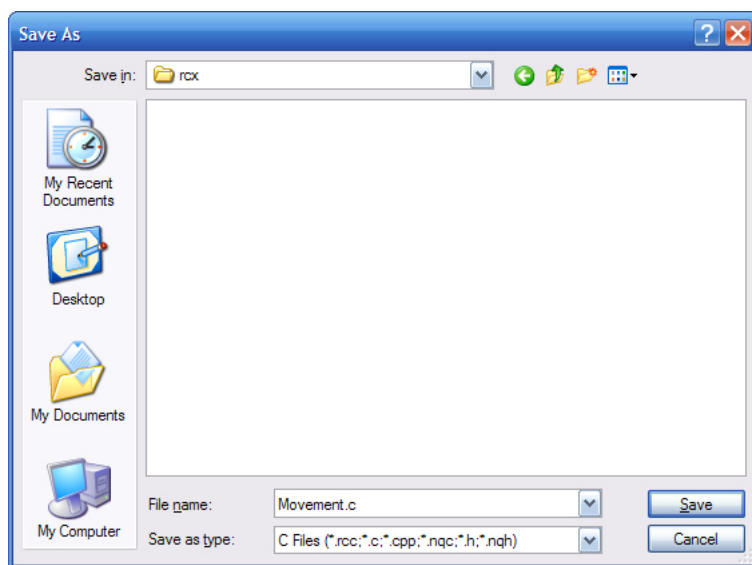 Save As
Save in:
rcx
My Recent
Documents
Desktop
My Documents
My Computer
File name:
Movement.c
Save
Save as type:
C Files (*.rcc;*.c;*.cpp;*.nqc;*.h;*.nqh)
Cancel